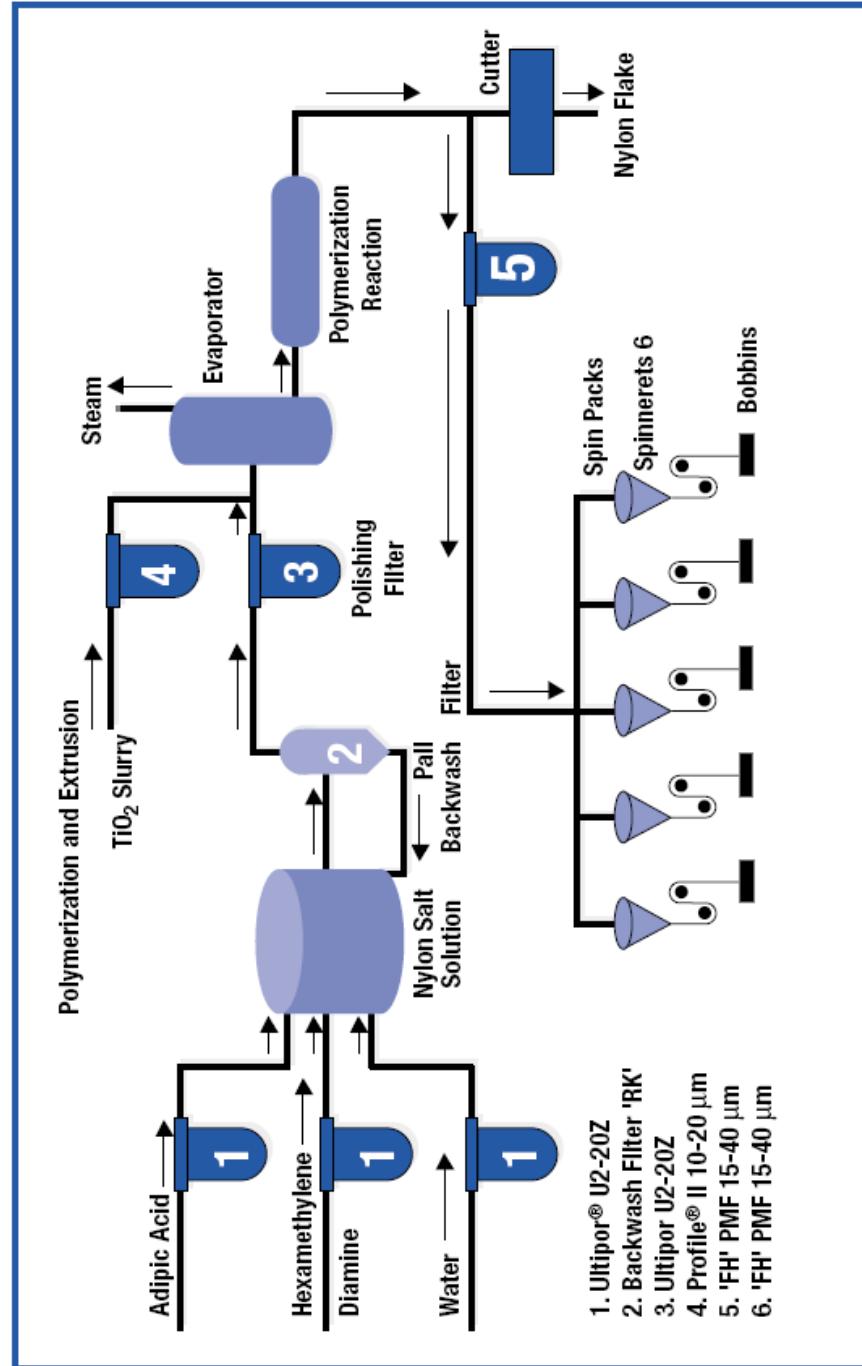 Polymerization and Extrusion
TiO₂ Slurry
4
Steam
Evaporator
Polymerization
Reaction
Adipic Acid
1
Hexamethylene
Diamine
1
Water
1
Nylon Salt
Solution
2
Pall
Backwash
Filter
3
Polishing
FIlter
5
Cutter
Nylon Flake
Spin Packs
Spinnerets 6
Bobbins
1. Ultipor® U2-20Z
2. Backwash FIlter 'RK'
3. Ultipor U2-20Z
4. Profile® II 10-20 µm
5. 'FH' PMF 15-40 µm
6. 'FH' PMF 15-40 µm